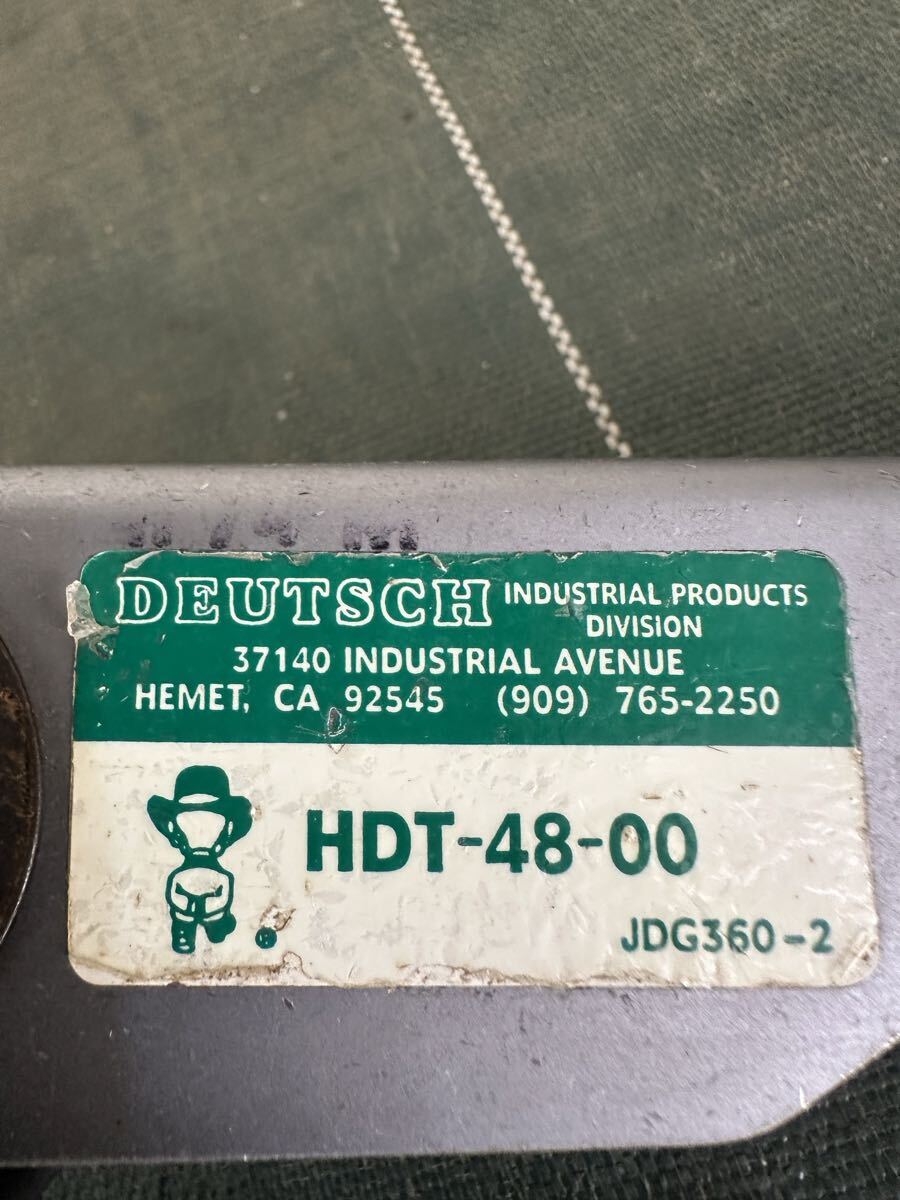 DEUTSCH INDUSTRIAL PRODUCTS
DIVISION
37140 INDUSTRIAL AVENUE
HEMET, CA 92545 (909) 765-2250
HDT-48-00
®
JDG360-2